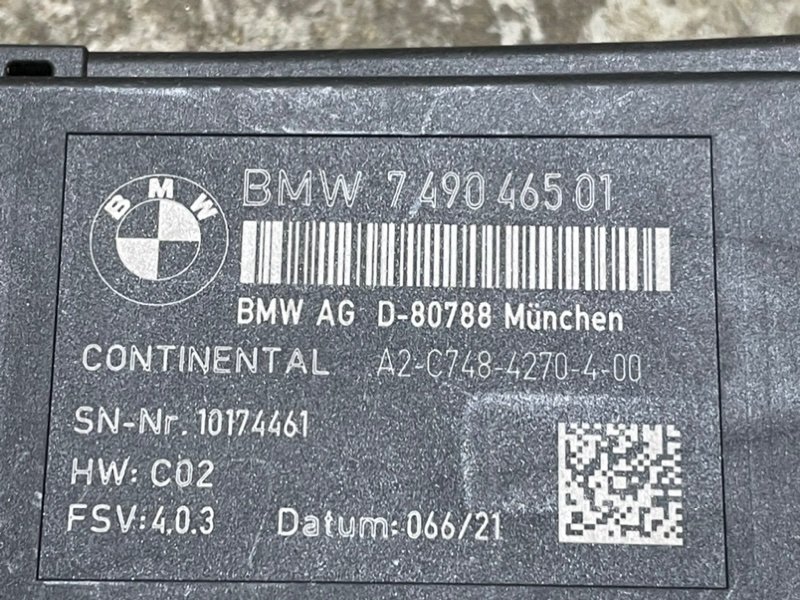 BMW
BMW 7 490 465 01
BMW AG D-80788 München
CONTINENTAL A2-C748-4270-4-00
SN-Nr. 10174461
HW: C02
FSV:4.0.3 Datum:066/21